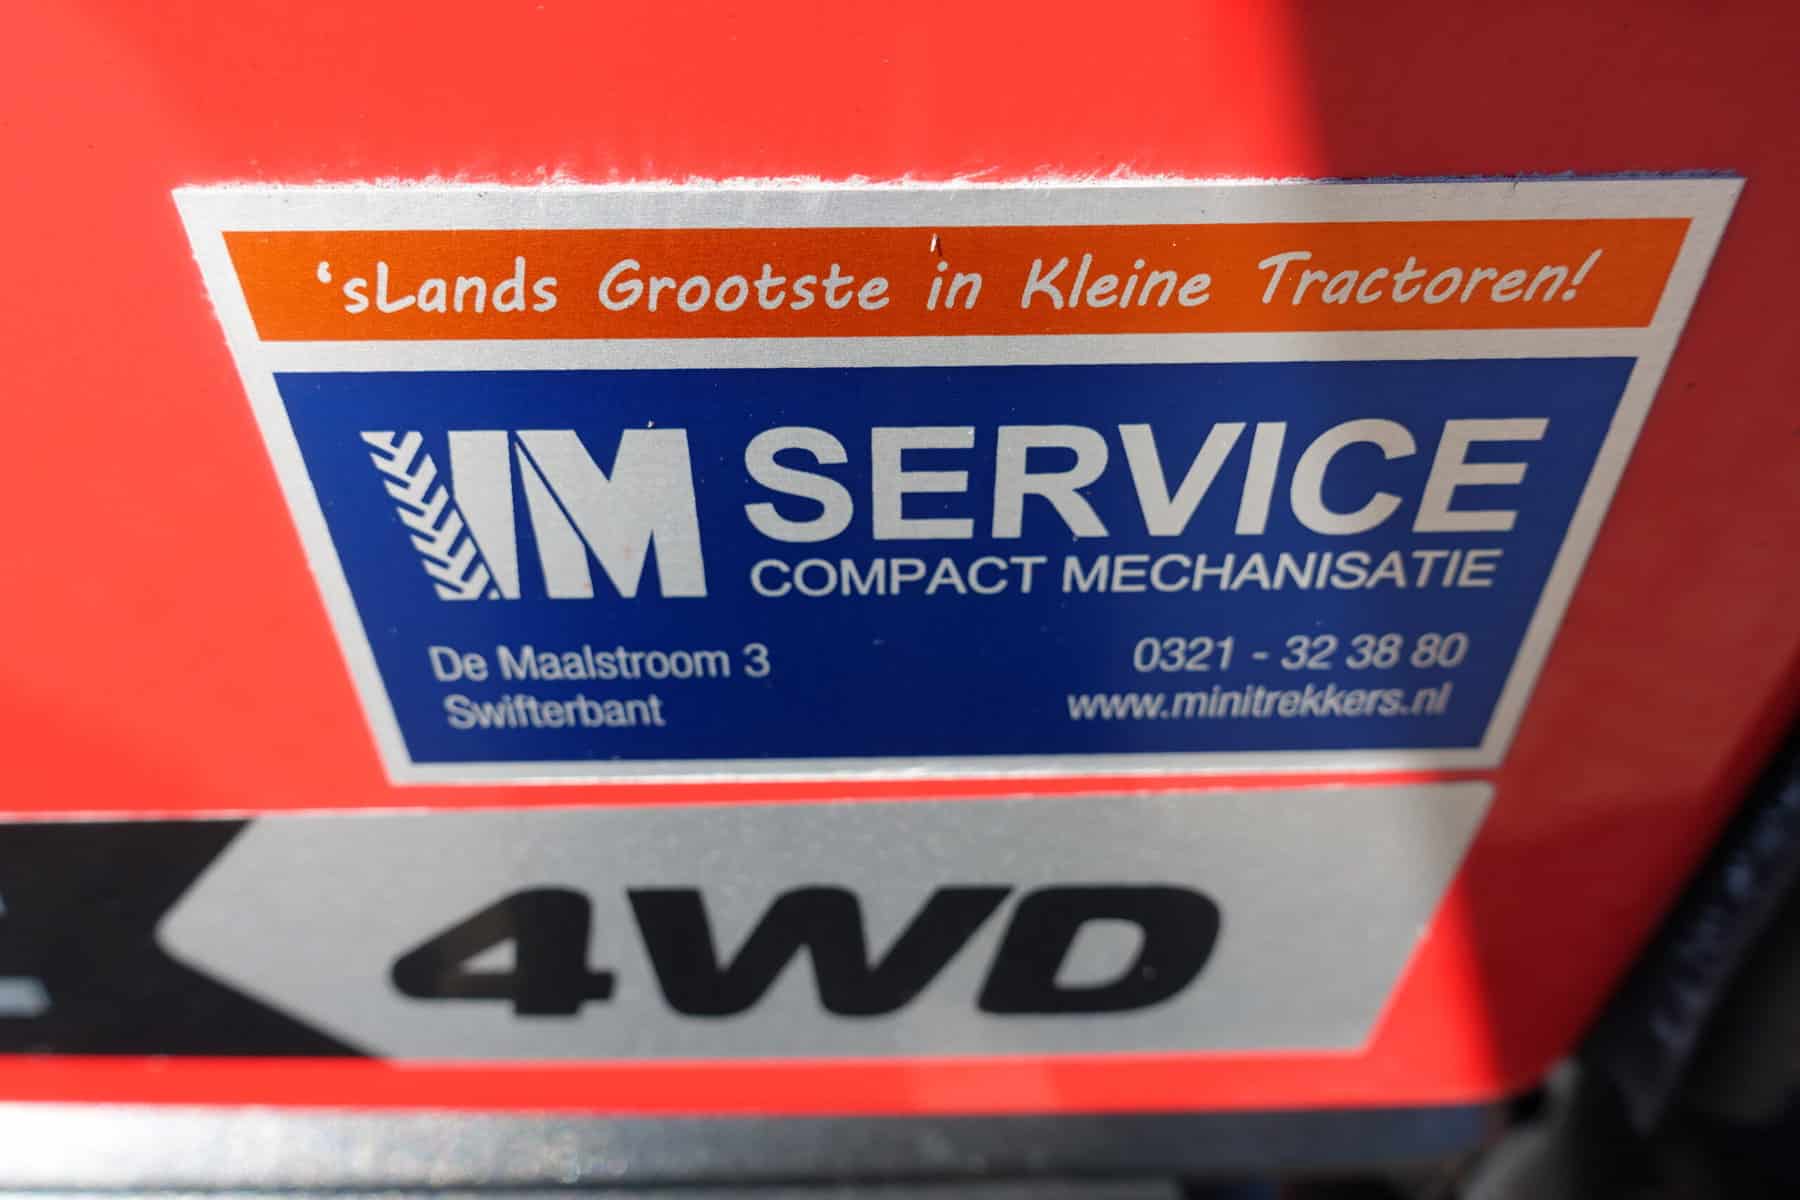 ‘sLands Grootste in Kleine Tractoren!
IM SERVICE
COMPACT MECHANISATIE
De Maalstroom 3
0321 - 32 38 80
Swifterbant
www.minitrekkers.nl
4WD